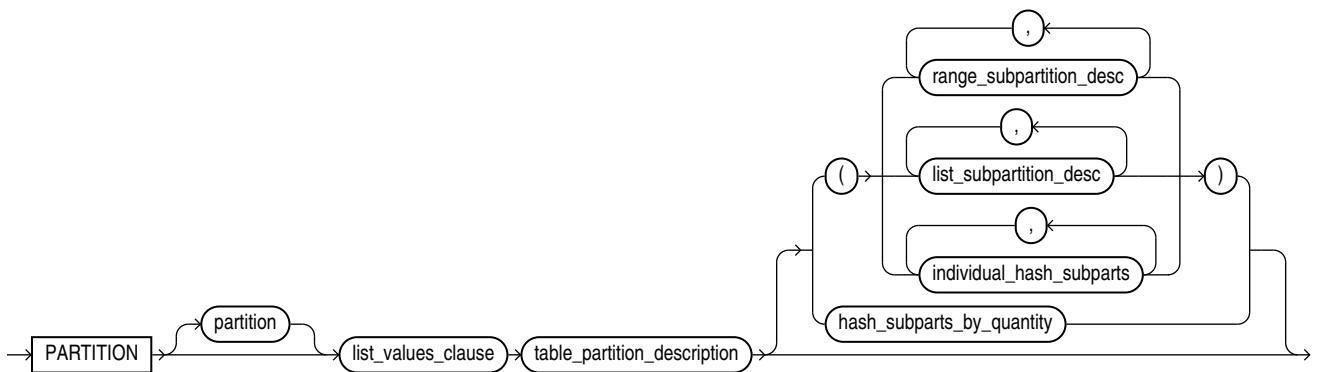 ,
range_subpartition_desc
,
( list_subpartition_desc )
,
individual_hash_subparts
hash_subparts_by_quantity
partition
PARTITION list_values_clause table_partition_description